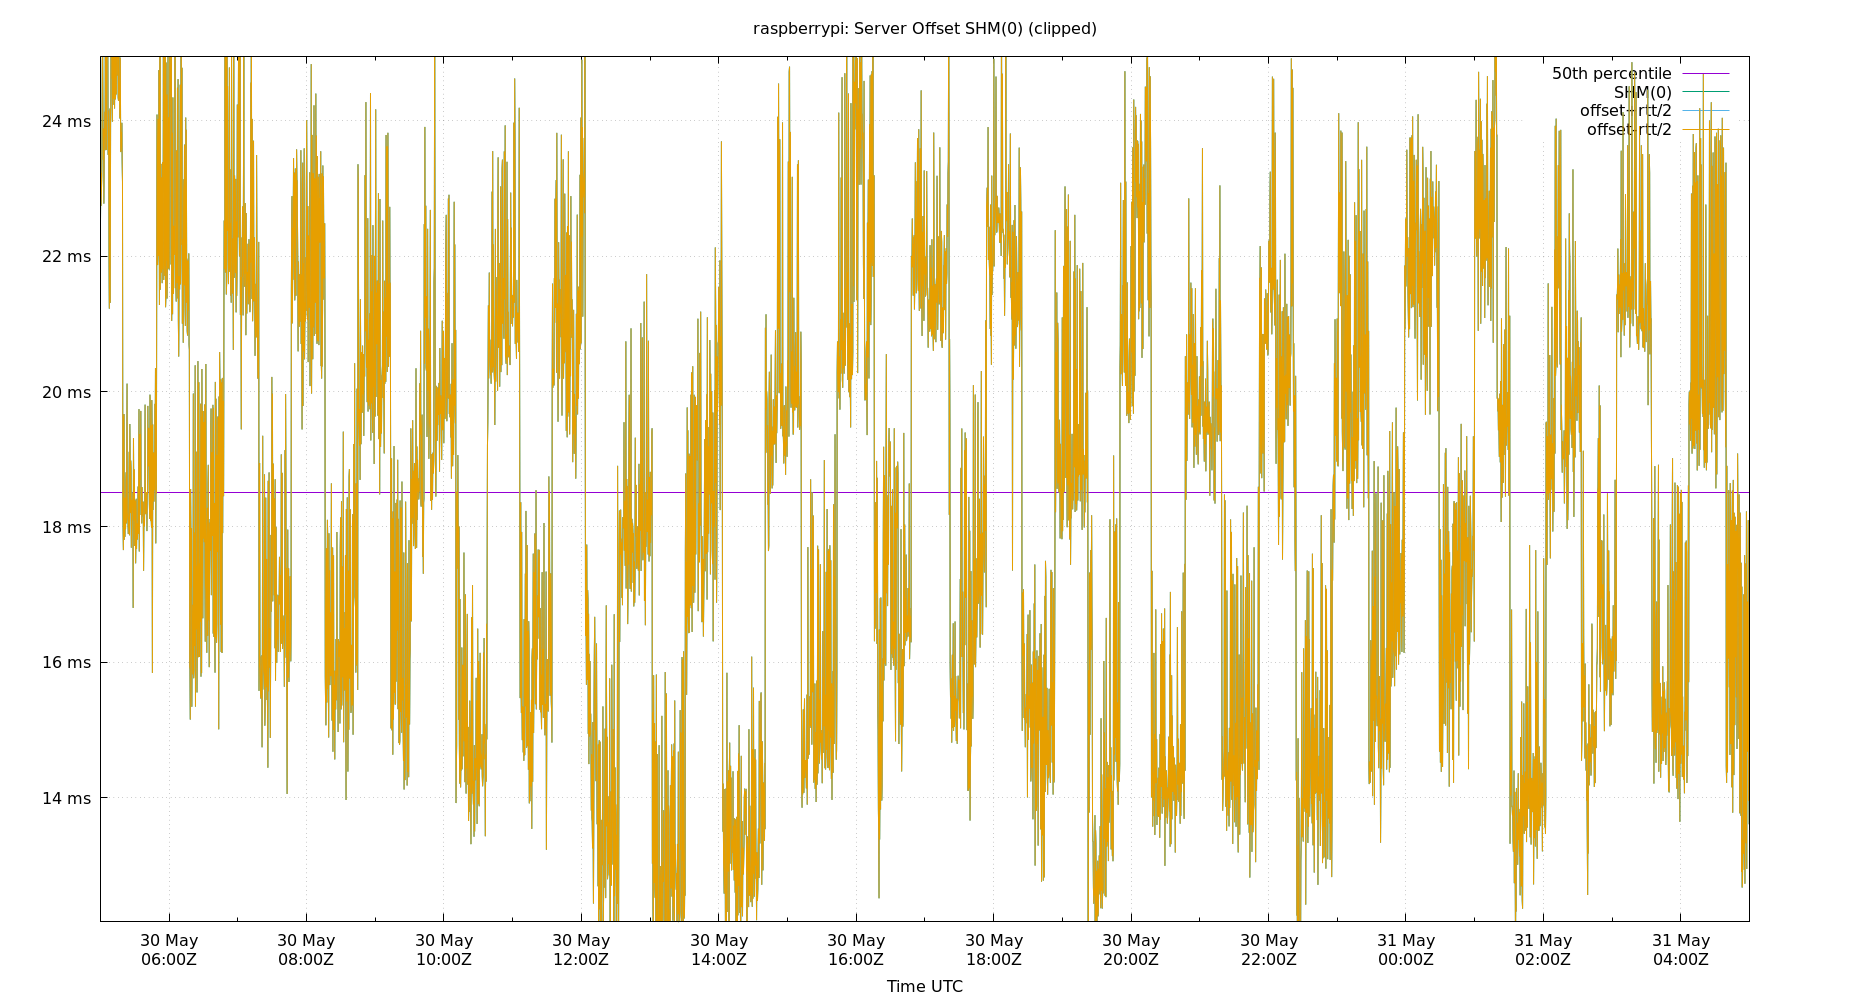 raspberrypi: Server Offset SHM(0) (clipped)
50th percentile
SHM(0)
offset+rtt/2
offset-rtt/2
24 ms
22 ms
20 ms
18 ms
16 ms
14 ms
30 May 30 May 30 May 30 May 30 May 30 May 30 May 30 May 30 May 31 May 31 May 31 May
06:00Z 08:00Z 10:00Z 12:00Z 14:00Z 16:00Z 18:00Z 20:00Z 22:00Z 00:00Z 02:00Z 04:00Z
Time UTC